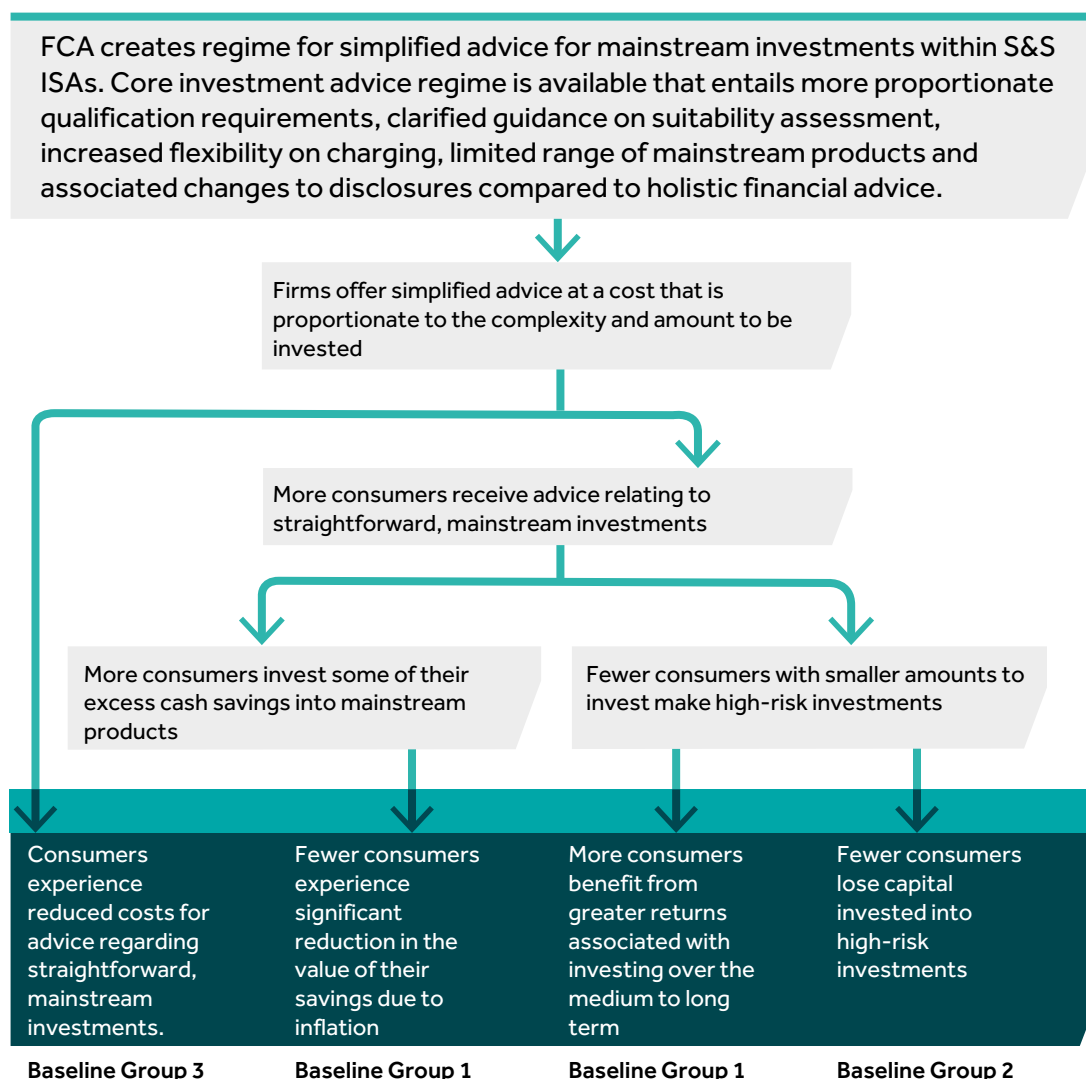 FCA creates regime for simplified advice for mainstream investments within S&S
ISAs. Core investment advice regime is available that entails more proportionate
qualification requirements, clarified guidance on suitability assessment,
increased flexibility on charging, limited range of mainstream products and
associated changes to disclosures compared to holistic financial advice.
Firms offer simplified advice at a cost that is
proportionate to the complexity and amount to be
invested
More consumers receive advice relating to
straightforward, mainstream investments
More consumers invest some of their
excess cash savings into mainstream
products
Fewer consumers with smaller amounts to
invest make high-risk investments
Consumers
experience
reduced costs for
advice regarding
straightforward,
mainstream
investments.
Baseline Group 3
Fewer consumers
experience
significant
reduction in the
value of their
savings due to
inflation
Baseline Group 1
More consumers
benefit from
greater returns
associated with
investing over the
medium to long
term
Baseline Group 1
Fewer consumers
lose capital
invested into
high-risk
investments
Baseline Group 2